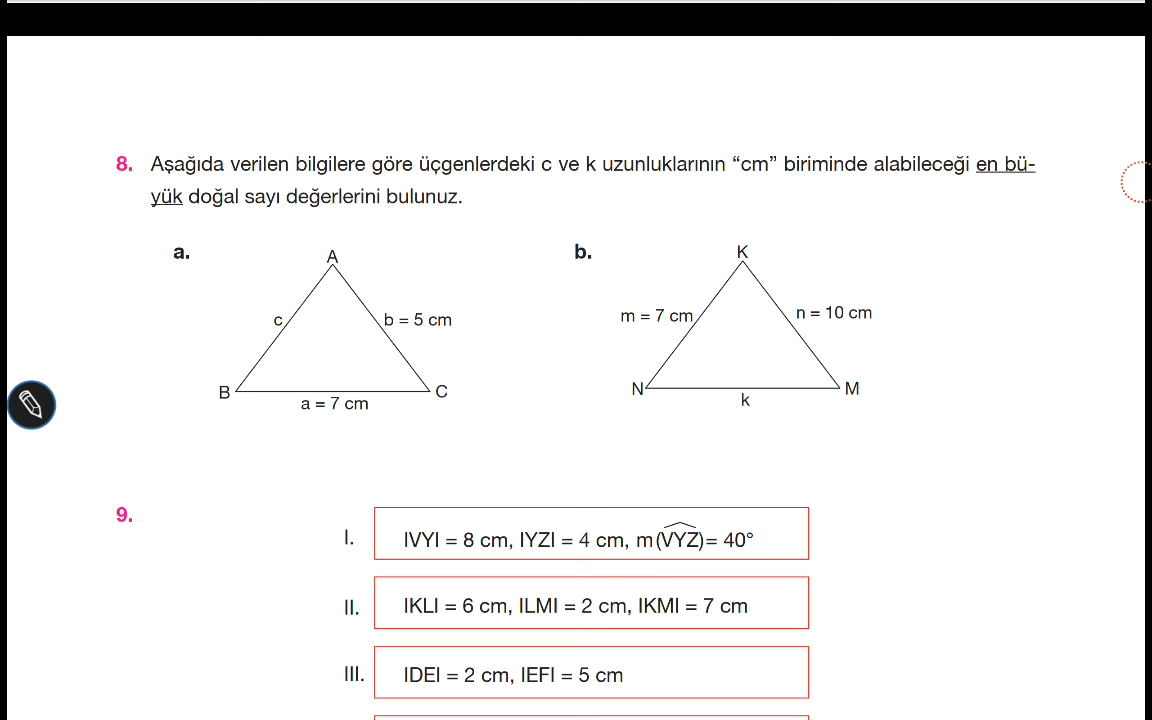 8. Aşağıda verilen bilgilere göre üçgenlerdeki c ve k uzunluklarının “cm” biriminde alabileceği en bü-
yük doğal sayı değerlerini bulunuz.
a.
A
c
b = 5 cm
B
C
a = 7 cm
b.
K
m = 7 cm
n = 10 cm
N
M
k
9.
I. IVYI = 8 cm, IYZI = 4 cm, m(VYZ)= 40°
II. IKLI = 6 cm, ILMI = 2 cm, IKMI = 7 cm
III. IDEI = 2 cm, IEFI = 5 cm